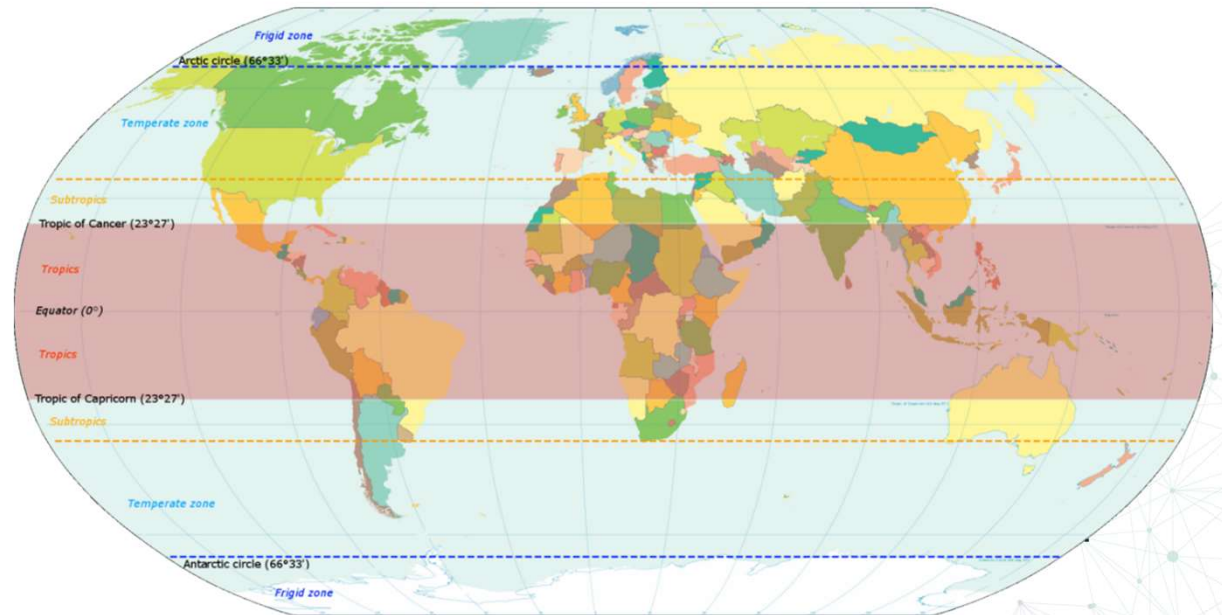 Frigid zone
Arctic circle (66°33')
Temperate zone
Subtropics
Tropic of Cancer (23°27')
Tropics
Equator (0°)
Tropics
Tropic of Capricorn (23°27')
Subtropics
Temperate zone
Antarctic circle (66°33')
Frigid zone